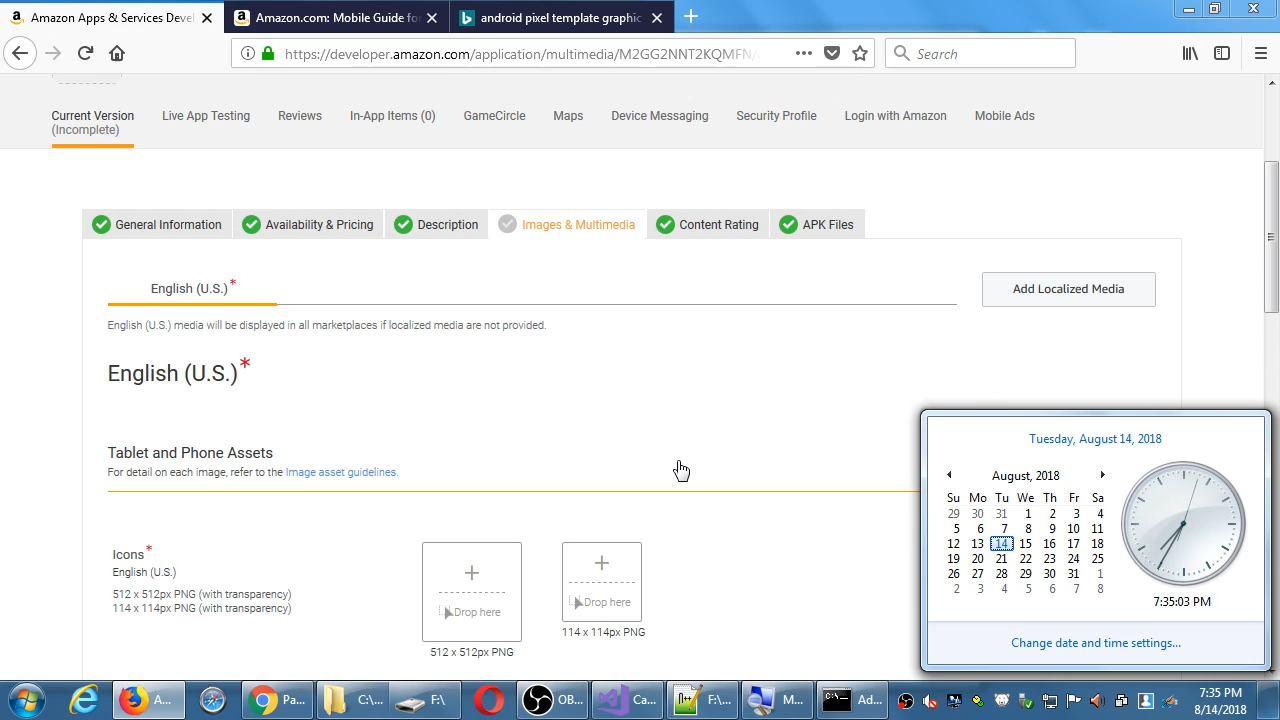 Amazon Apps & Services Devel
Amazon.com: Mobile Guide for
android pixel template graphic
https://developer.amazon.com/application/multimedia/M2GG2NNT2KQMFN/
Search
Current Version
(Incomplete)
Live App Testing
Reviews
In-App Items (0)
GameCircle
Maps
Device Messaging
Security Profile
Login with Amazon
Mobile Ads
General Information
Availability & Pricing
Description
Images & Multimedia
Content Rating
APK Files
English (U.S.)*
Add Localized Media
English (U.S.) media will be displayed in all marketplaces if localized media are not provided.
English (U.S.)*
Tablet and Phone Assets
For detail on each image, refer to the Image asset guidelines.
Icons*
English (U.S.)
512 x 512px PNG (with transparency)
114 x 114px PNG (with transparency)
Drop here
512 x 512px PNG
Drop here
114 x 114px PNG
Tuesday, August 14, 2018
August, 2018
Su Mo Tu We Th Fr Sa
29 30 31 1 2 3 4
5 6 7 8 9 10 11
12 13 14 15 16 17 18
19 20 21 22 23 24 25
26 27 28 29 30 31 1
2 3 4 5 6 7 8
7:35:03 PM
Change date and time settings...
A...
Pa...
C:\...
F:\
OB...
Ca...
F:\...
M...
Ad...
7:35 PM
8/14/2018